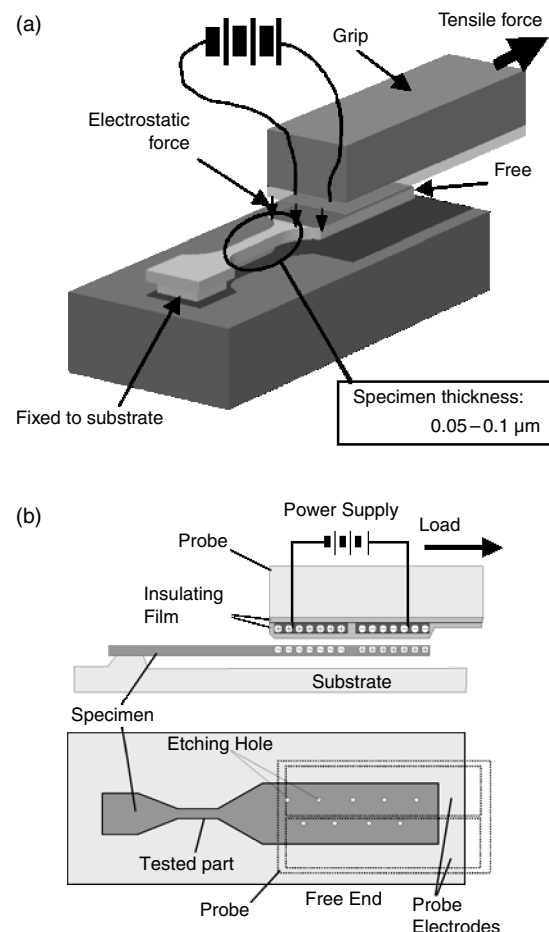 (a)
Tensile force
Grip
Electrostatic
force
Free
Fixed to substrate
Specimen thickness:
0.05–0.1 µm
(b)
Power Supply
Load
Probe
Insulating
Film
Substrate
Specimen
Etching Hole
Tested part
Probe
Free End
Probe
Electrodes